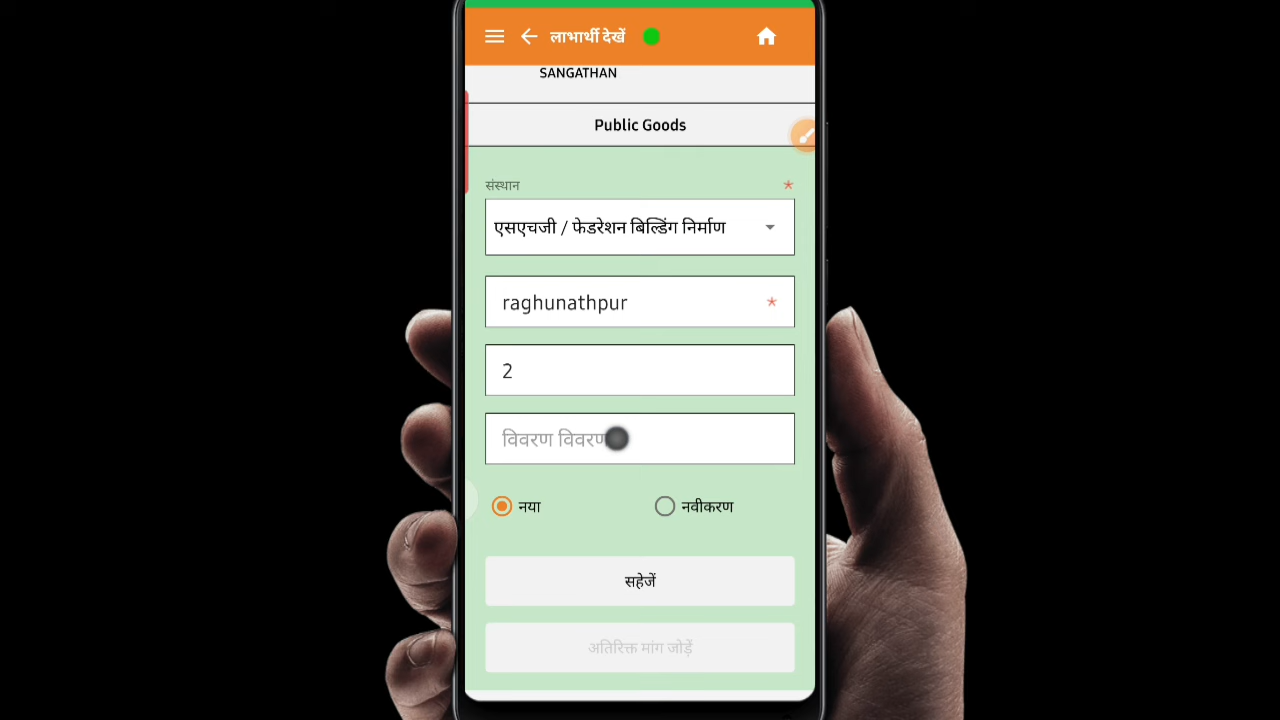 लाभार्थी देखें
SANGATHAN
Public Goods
संस्थान *
एसएचजी / फेडरेशन बिल्डिंग निर्माण
raghunathpur *
2
विवरण विवरण
नया नवीकरण
सहेजें
अतिरिक्त मांग जोड़ें